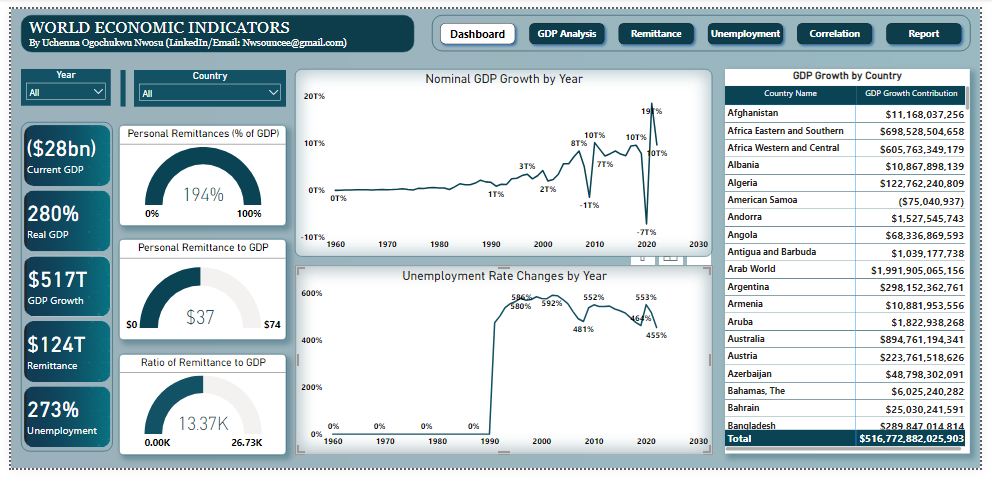 WORLD ECONOMIC INDICATORS
By Uchenna Ogochukwu Nwosu (LinkedIn/Email: Nwsoucee@gmail.com)
Dashboard
GDP Analysis
Remittance
Unemployment
Correlation
Report
Year
All
Country
All
($28bn)
Current GDP
280%
Real GDP
$517T
GDP Growth
$124T
Remittance
273%
Unemployment
Personal Remittances (% of GDP)
194%
0%
100%
Personal Remittance to GDP
$37
$0
$74
Ratio of Remittance to GDP
13.37K
0.00K
26.73K
Nominal GDP Growth by Year
20T%
10T%
0T%
-10T%
0T%
1T%
3T%
2T%
8T%
-1T%
10T%
7T%
10T%
-7T%
19T%
10T%
1960
1970
1980
1990
2000
2010
2020
2030
Unemployment Rate Changes by Year
600%
400%
200%
0%
0%
0%
0%
0%
586%
580%
592%
481%
552%
464%
553%
455%
1960
1970
1980
1990
2000
2010
2020
2030
GDP Growth by Country
Country Name GDP Growth Contribution
Afghanistan $11,168,037,256
Africa Eastern and Southern $698,528,504,658
Africa Western and Central $605,763,349,179
Albania $10,867,898,139
Algeria $122,762,240,809
American Samoa ($75,040,937)
Andorra $1,527,545,743
Angola $68,336,869,593
Antigua and Barbuda $1,039,177,738
Arab World $1,991,905,065,156
Argentina $298,152,362,761
Armenia $10,881,953,556
Aruba $1,822,938,268
Australia $894,761,194,341
Austria $223,761,518,626
Azerbaijan $48,798,302,091
Bahamas, The $6,025,240,282
Bahrain $25,030,241,591
Bangladesh $289,847,014,814
Total $516,772,882,025,903